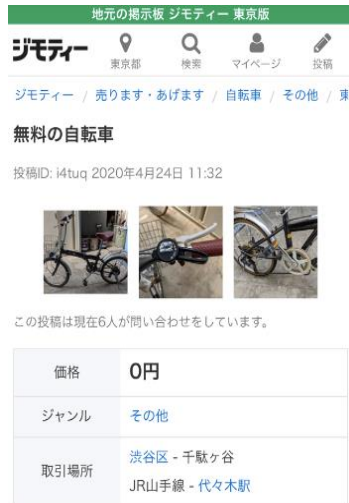 地元の掲示板 ジモティー 東京版
ジモティー
東京都 検索 マイページ 投稿
ジモティー / 売ります・あげます / 自転車 / その他 / 東
無料の自転車
投稿ID: i4tuq 2020年4月24日 11:32
この投稿は現在6人が問い合わせをしています。
価格 0円
ジャンル その他
取引場所 渋谷区 - 千駄ヶ谷
JR山手線 - 代々木駅